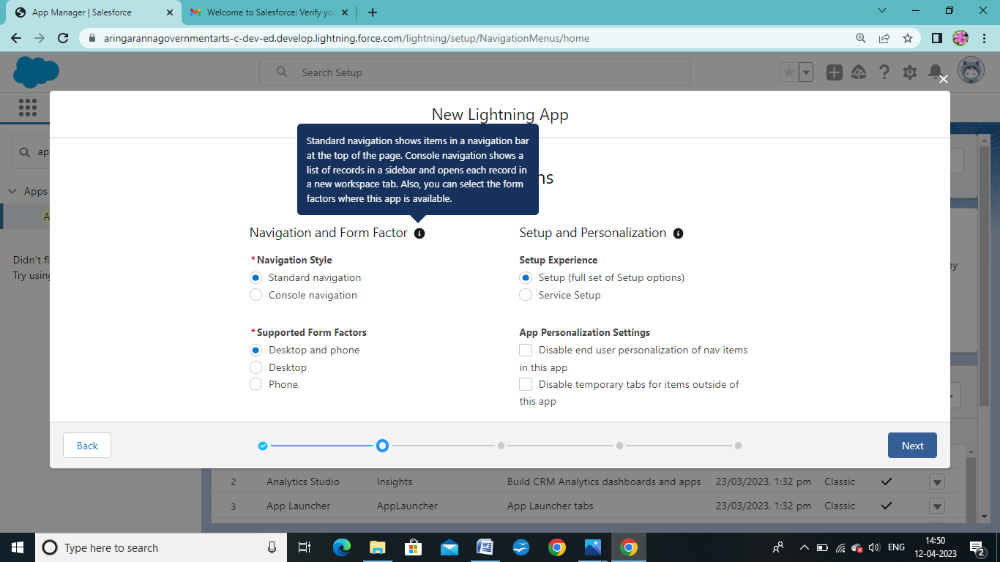 App Manager | Salesforce
Welcome to Salesforce: Verify yo
aringarannagovernmentarts-c-dev-ed.develop.lightning.force.com/lightning/setup/NavigationMenus/home
Search Setup
New Lightning App
Standard navigation shows items in a navigation bar
at the top of the page. Console navigation shows a
list of records in a sidebar and opens each record in
a new workspace tab. Also, you can select the form
factors where this app is available.
ap
ns
Apps
A
Navigation and Form Factor
Setup and Personalization
Didn't fi
Try using
by
*Navigation Style
Standard navigation
Console navigation
Setup Experience
Setup (full set of Setup options)
Service Setup
*Supported Form Factors
Desktop and phone
Desktop
Phone
App Personalization Settings
Disable end user personalization of nav items
in this app
Disable temporary tabs for items outside of
this app
Back
Next
2 Analytics Studio Insights Build CRM Analytics dashboards and apps 23/03/2023, 1:32 pm Classic
3 App Launcher AppLauncher App Launcher tabs 23/03/2023, 1:32 pm Classic
Type here to search
ENG
14:50
12-04-2023
2